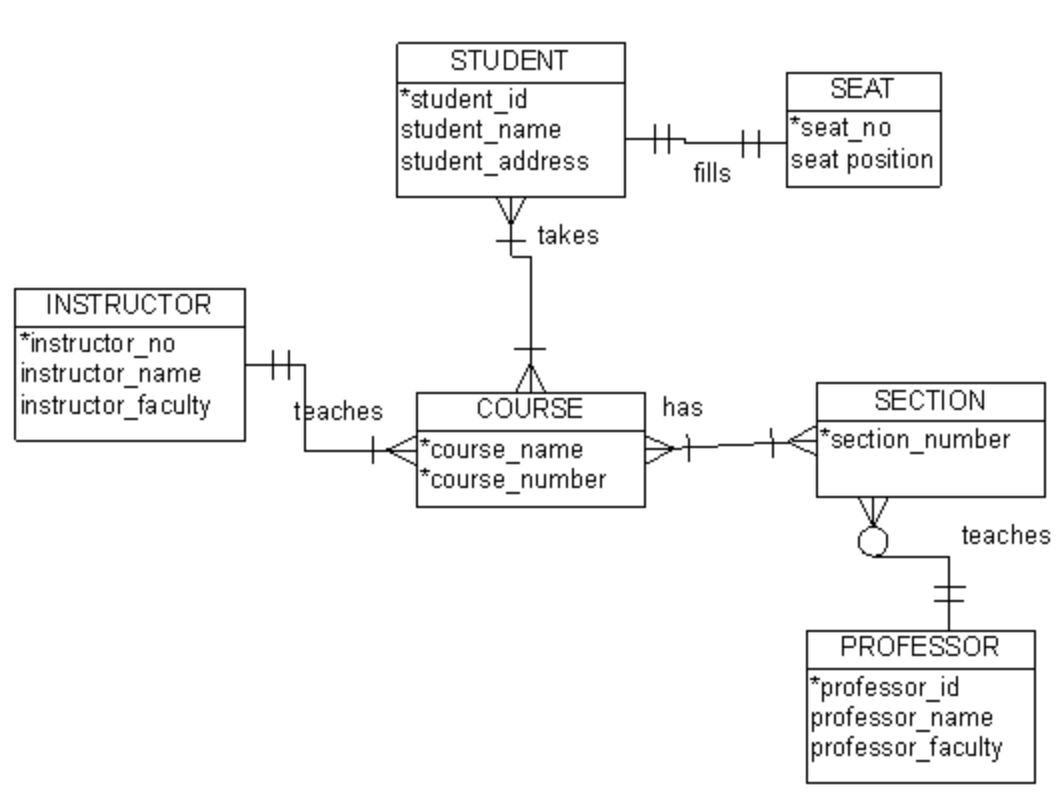 STUDENT
*student_id
student_name
student_address
SEAT
*seat_no
seat position
fills
takes
INSTRUCTOR
*instructor_no
instructor_name
instructor_faculty
teaches
COURSE
*course_name
*course_number
has
SECTION
*section_number
teaches
PROFESSOR
*professor_id
professor_name
professor_faculty